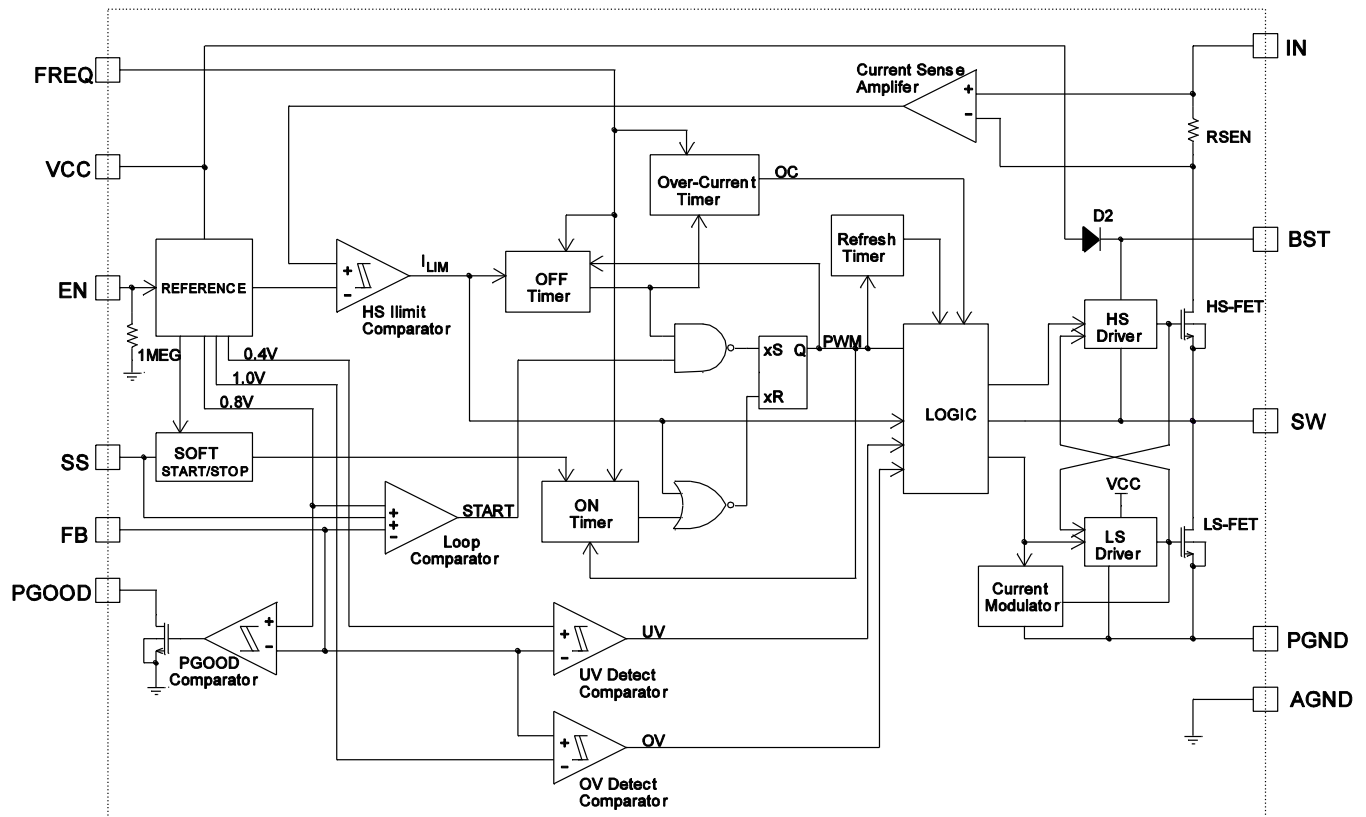 IN
FREQ
Current Sense
Amplifer
+
-
RSEN
VCC
Over-Current
Timer
OC
D2
Refresh
Timer
BST
EN
REFERENCE
+
-
ILIM
HS Ilimit
Comparator
OFF
Timer
HS
Driver
HS-FET
1MEG
0.4V
1.0V
0.8V
xS
Q
PWM
xR
LOGIC
SW
SS
SOFT
START/STOP
ON
Timer
+
+
-
START
Loop
Comparator
VCC
LS
Driver
LS-FET
FB
PGOOD
Current
Modulator
+
-
PGOOD
Comparator
+
-
UV
UV Detect
Comparator
PGND
AGND
+
-
OV
OV Detect
Comparator